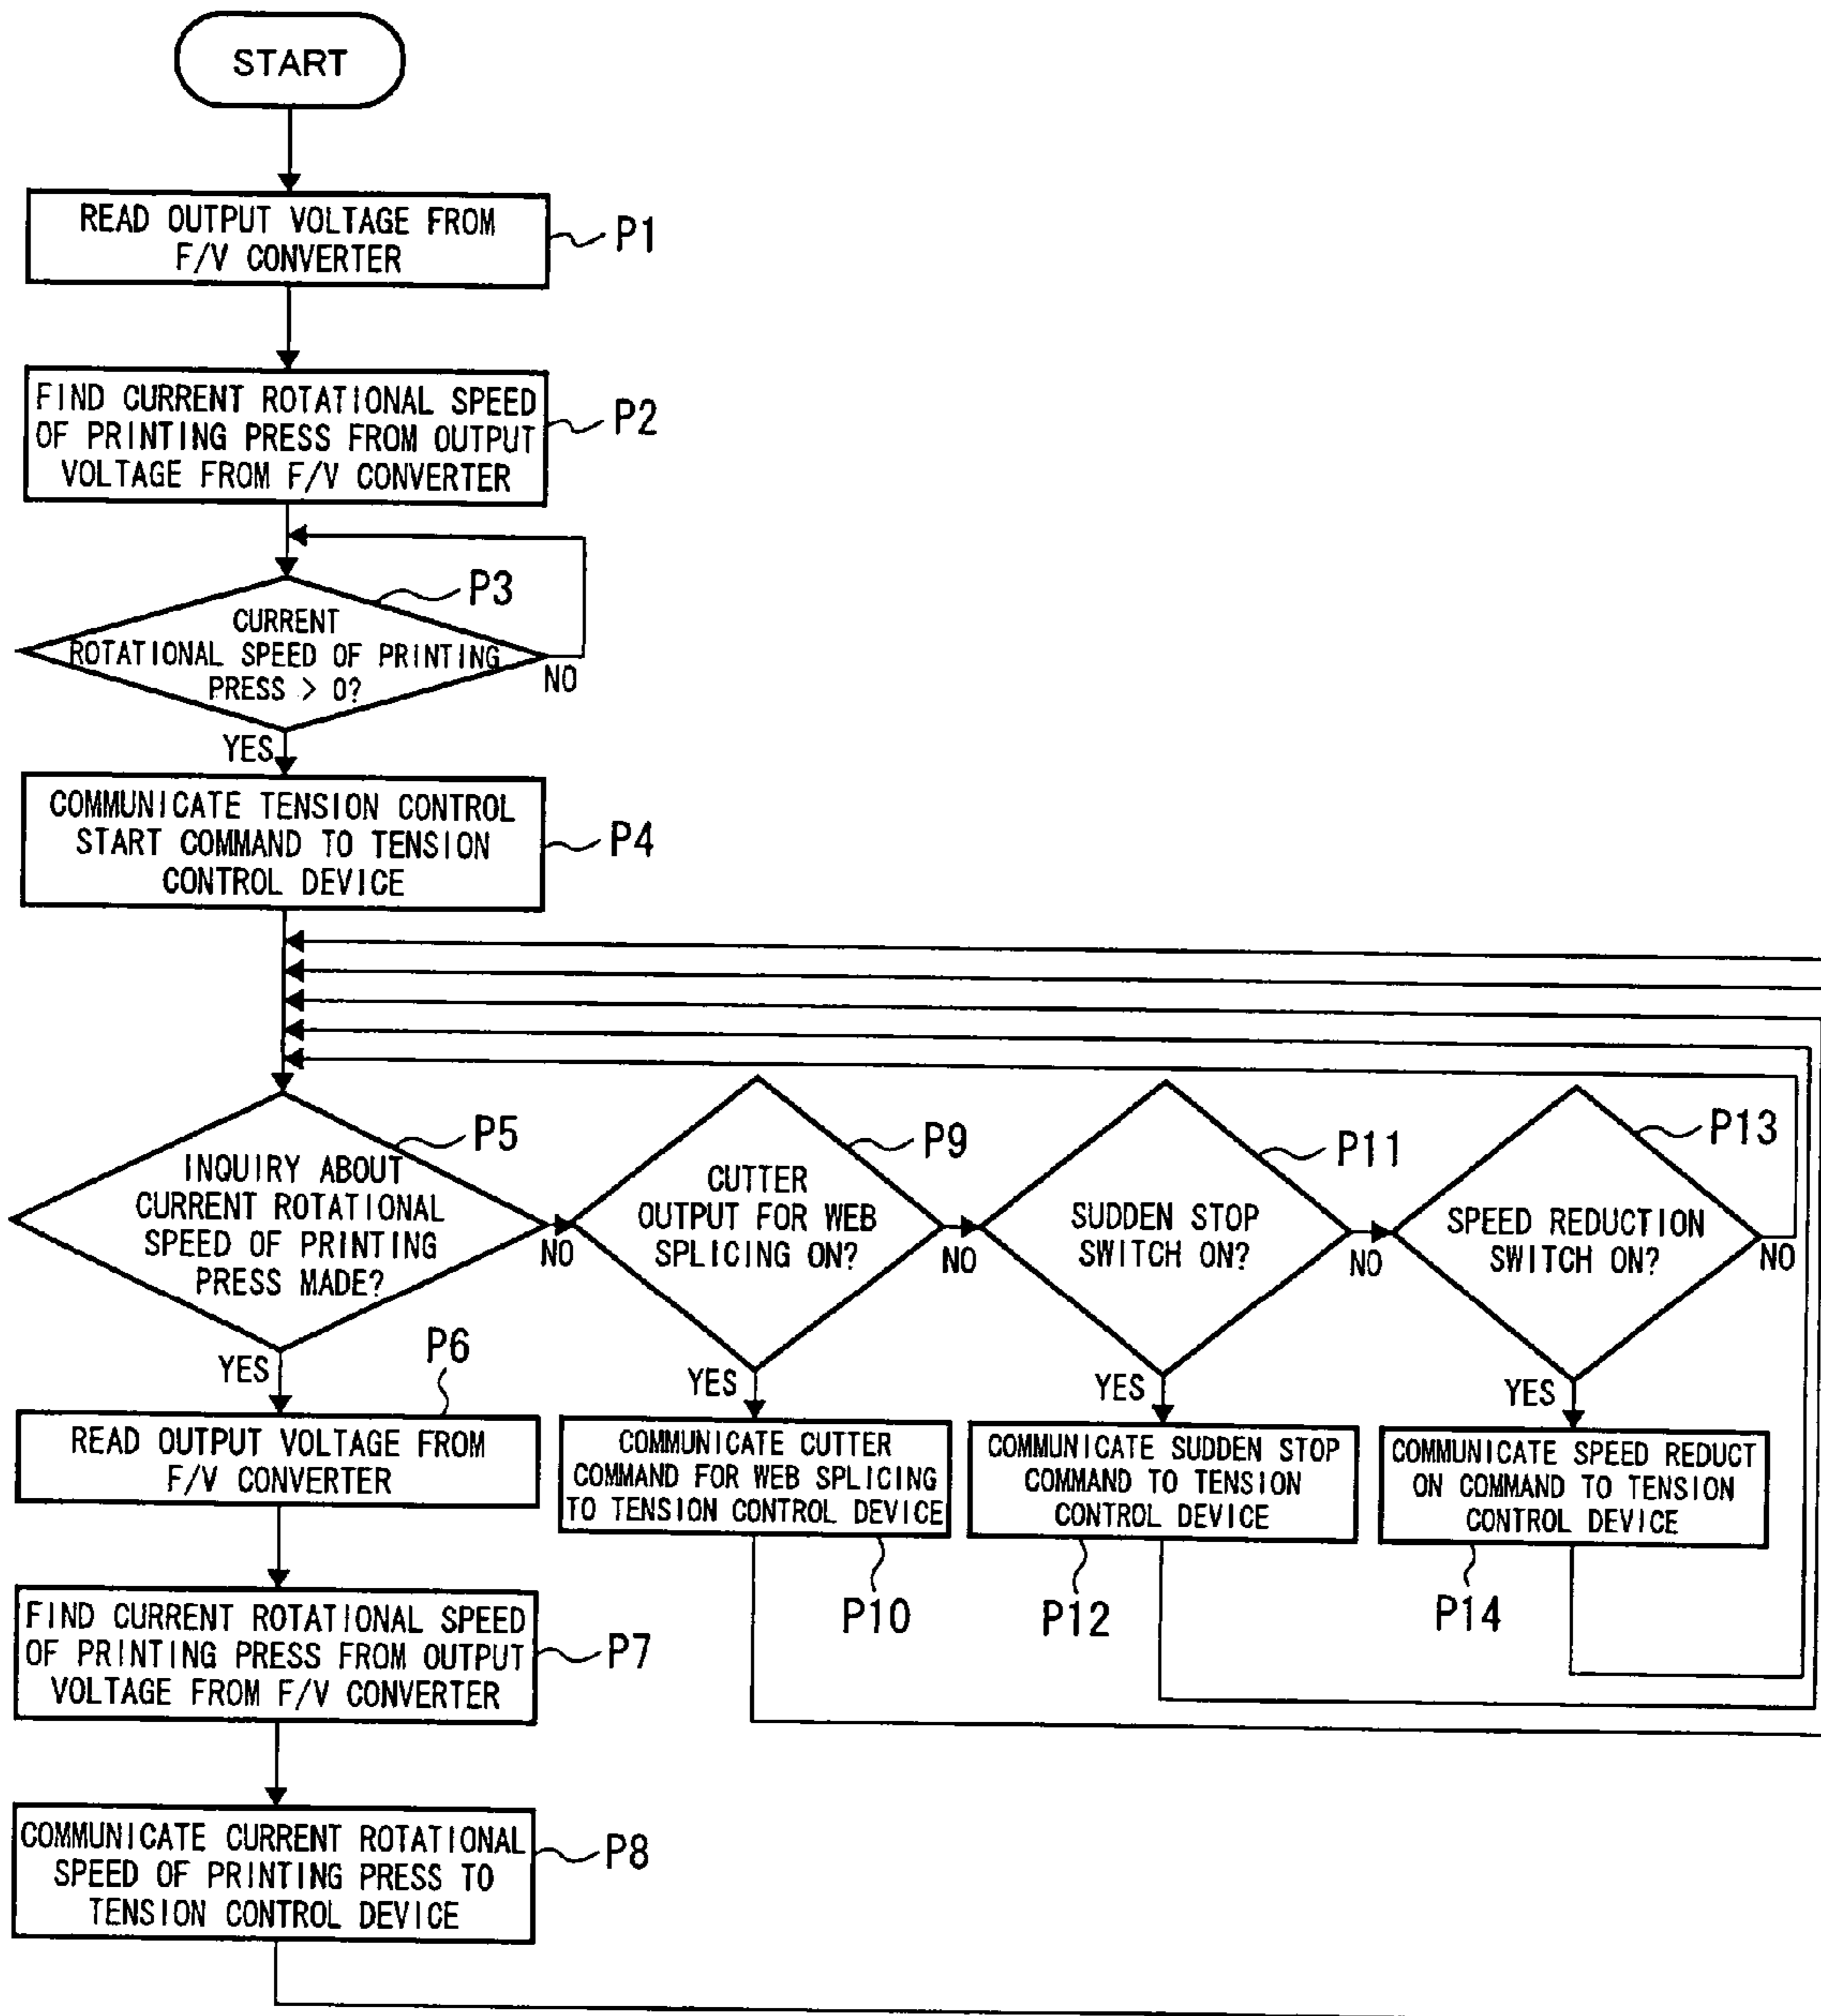 START
READ OUTPUT VOLTAGE FROM
F/V CONVERTER
P1
FIND CURRENT ROTATIONAL SPEED
OF PRINTING PRESS FROM OUTPUT
VOLTAGE FROM F/V CONVERTER
P2
P3
CURRENT
ROTATIONAL SPEED OF PRINTING
PRESS > 0?
NO
YES
COMMUNICATE TENSION CONTROL
START COMMAND TO TENSION
CONTROL DEVICE
P4
P5
INQUIRY ABOUT
CURRENT ROTATIONAL
SPEED OF PRINTING
PRESS MADE?
NO
YES
P9
CUTTER
OUTPUT FOR WEB
SPLICING ON?
NO
YES
P11
SUDDEN STOP
SWITCH ON?
NO
YES
P13
SPEED REDUCTION
SWITCH ON?
NO
YES
P6
READ OUTPUT VOLTAGE FROM
F/V CONVERTER
COMMUNICATE CUTTER
COMMAND FOR WEB SPLICING
TO TENSION CONTROL DEVICE
P10
COMMUNICATE SUDDEN STOP
COMMAND TO TENSION
CONTROL DEVICE
P12
COMMUNICATE SPEED REDUCT
ON COMMAND TO TENSION
CONTROL DEVICE
P14
FIND CURRENT ROTATIONAL SPEED
OF PRINTING PRESS FROM OUTPUT
VOLTAGE FROM F/V CONVERTER
P7
COMMUNICATE CURRENT ROTATIONAL
SPEED OF PRINTING PRESS TO
TENSION CONTROL DEVICE
P8